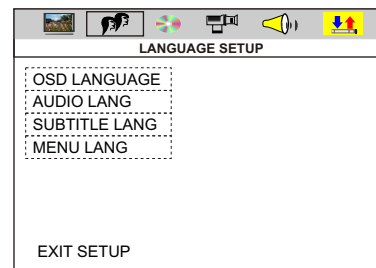 LANGUAGE SETUP
OSD LANGUAGE
AUDIO LANG
SUBTITLE LANG
MENU LANG
EXIT SETUP